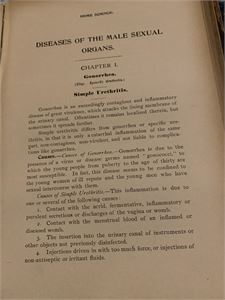 HOME SCIENCE.
DISEASES OF THE MALE SEXUAL
ORGANS.
CHAPTER I.
Gonorrhea.
(Eng. Specific Urethritis.)
Simple Urethritis.
Gonorrhea is an exceedingly contagious and inflammatory
disease of great virulence, which attacks the lining membrane of
the urinary canal. Oftentimes it remains localized therein, but
sometimes it spreads further.
Simple urethritis differs from gonorrhea or specific ure-
thritis, in that it is only a catarrhal inflammation of the same
part, non-contagious, non-virulent, and not liable to complica-
tions like gonorrhea.
Causes.—Causes of Gonorrhea.—Gonorrhea is due to the
presence of a virus or disease germs named "gonococci," to
which the young people from puberty to the age of thirty are
most susceptible. In fact, this disease seems to be confined to
the young women of ill repute and the young men who have
sexual intercourse with them.
Causes of Simple Urethritis.—This inflammation is due to
one or several of the following causes:
1. Contact with the acrid, fermentative, inflammatory or
purulent secretions or discharges of the vagina or womb.
2. Contact with the menstrual blood of an inflamed or
diseased womb.
3. The insertion into the urinary canal of instruments or
other objects not previously disinfected.
4. Injections driven in with too much force, or injections of
non-antiseptic or irritant fluids.